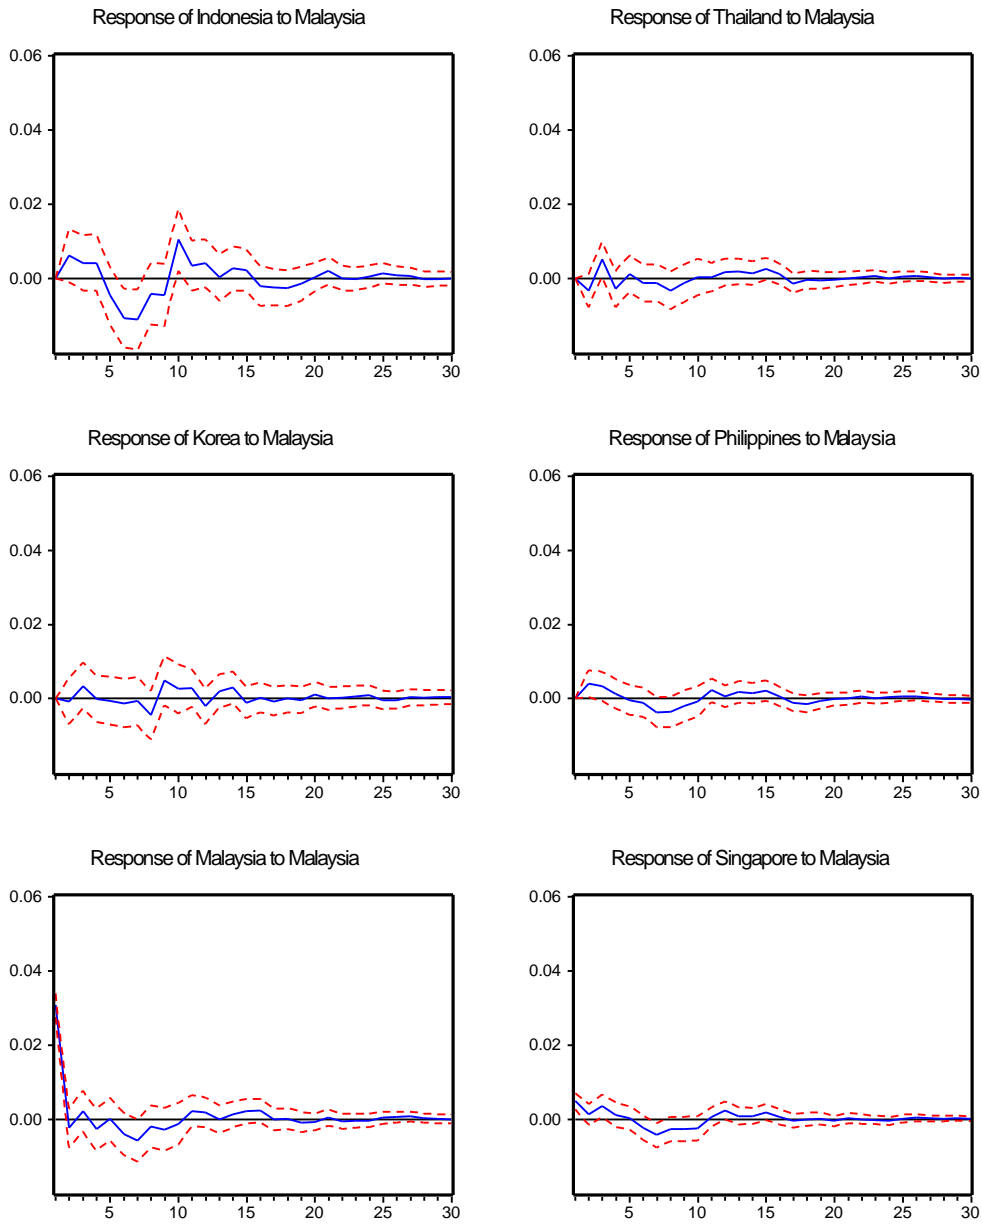 Response of Indonesia to Malaysia
0.06
0.04
0.02
0.00
5 10 15 20 25 30
Response of Thailand to Malaysia
0.06
0.04
0.02
0.00
5 10 15 20 25 30
Response of Korea to Malaysia
0.06
0.04
0.02
0.00
5 10 15 20 25 30
Response of Philippines to Malaysia
0.06
0.04
0.02
0.00
5 10 15 20 25 30
Response of Malaysia to Malaysia
0.06
0.04
0.02
0.00
5 10 15 20 25 30
Response of Singapore to Malaysia
0.06
0.04
0.02
0.00
5 10 15 20 25 30